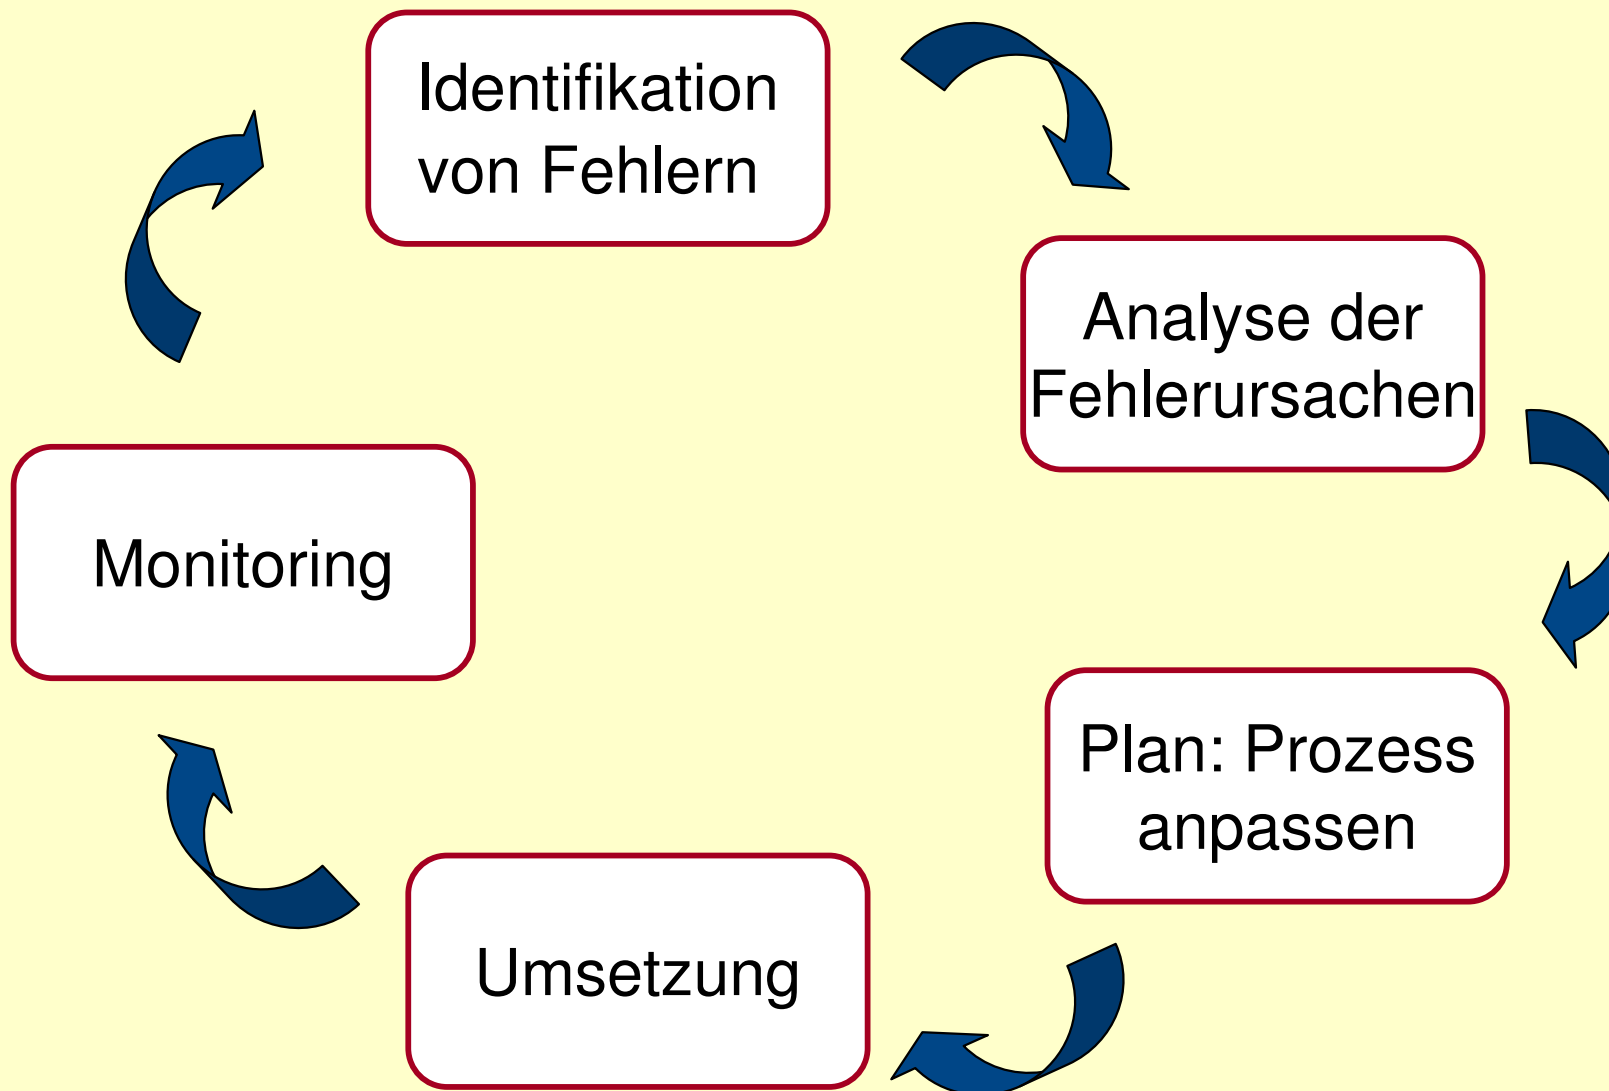 Identifikation
von Fehlern
Analyse der
Fehlerursachen
Plan: Prozess
anpassen
Umsetzung
Monitoring